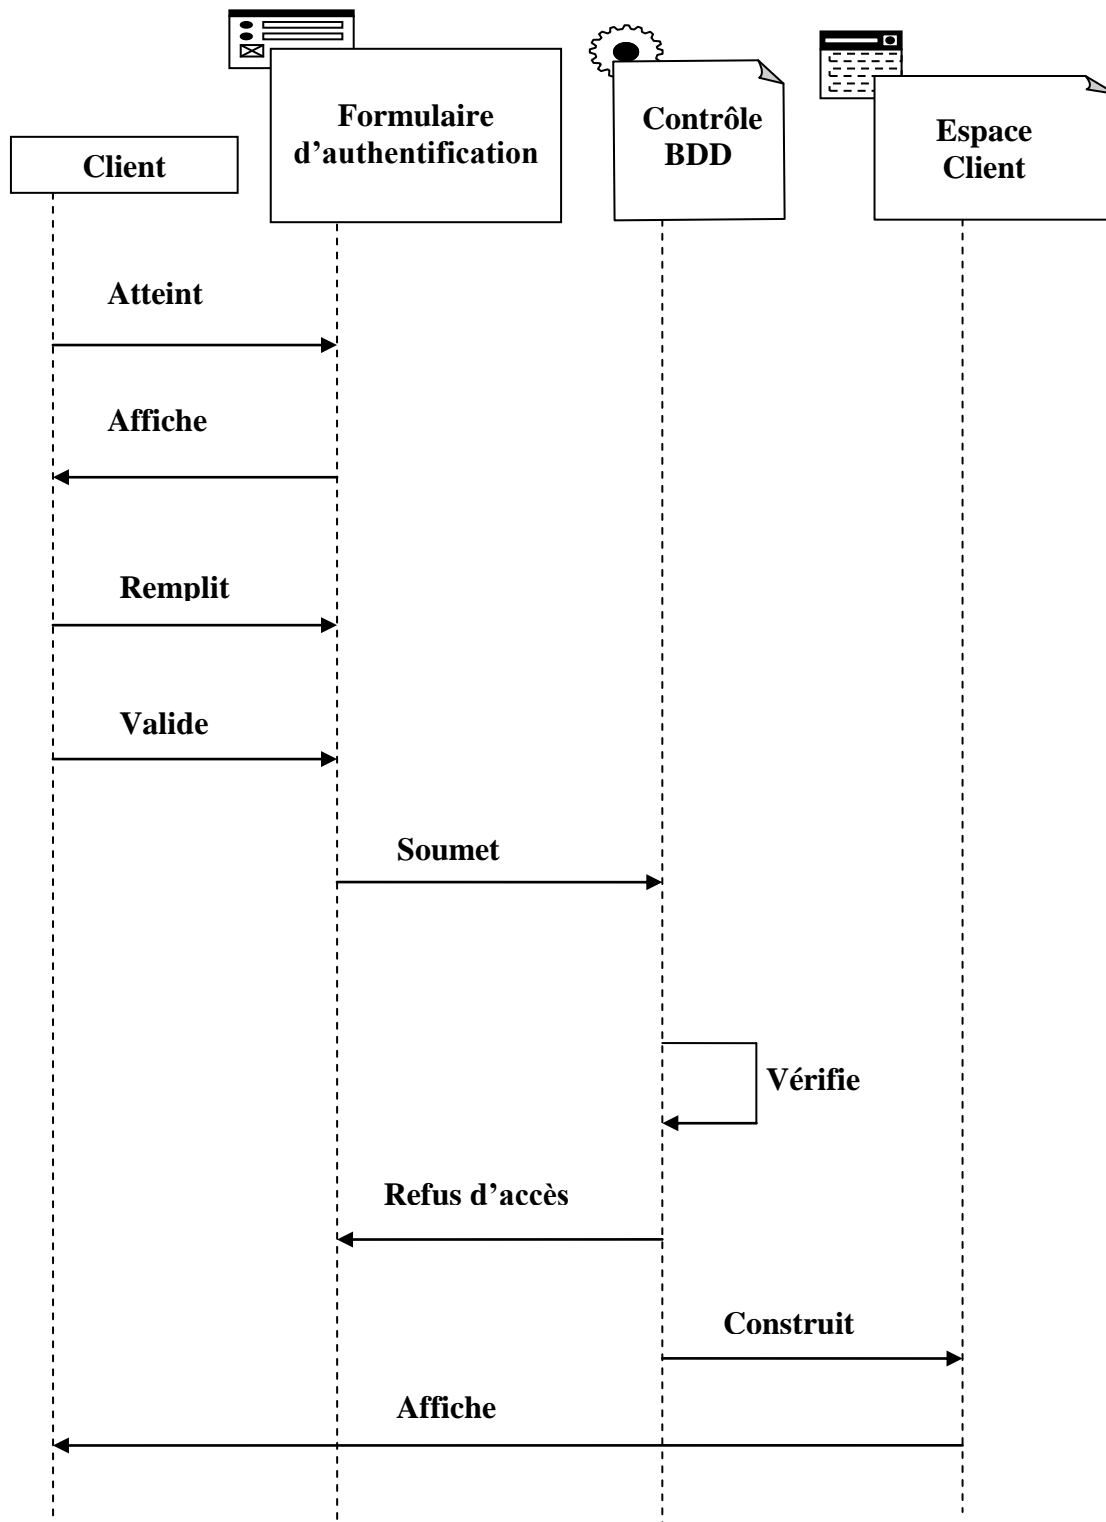 Client
Formulaire
d’authentification
Contrôle
BDD
Espace
Client
Atteint
Affiche
Remplit
Valide
Soumet
Vérifie
Refus d’accès
Construit
Affiche